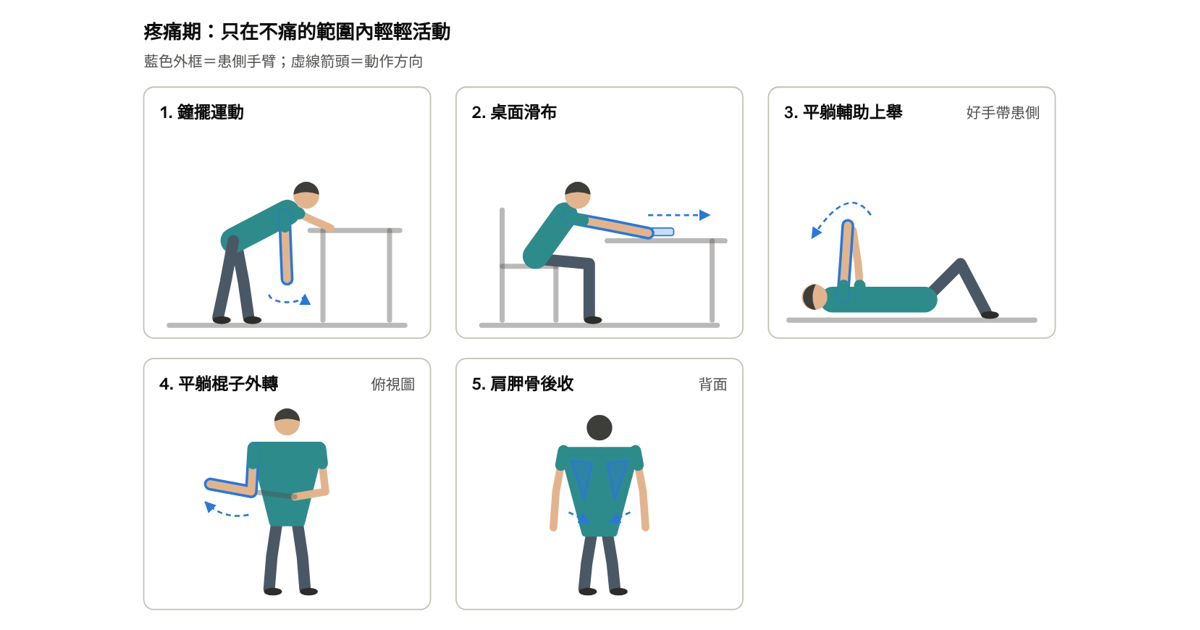 疼痛期：只在不痛的範圍內輕輕活動
藍色外框＝患側手臂；虛線箭頭＝動作方向
1. 鐘擺運動
2. 桌面滑布
3. 平躺輔助上舉
好手帶患側
4. 平躺棍子外轉
俯視圖
5. 肩胛骨後收
背面